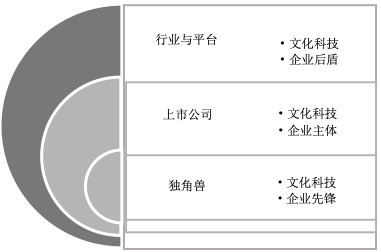 行业与平台
• 文化科技
• 企业后盾
上市公司
• 文化科技
• 企业主体
独角兽
• 文化科技
• 企业先锋